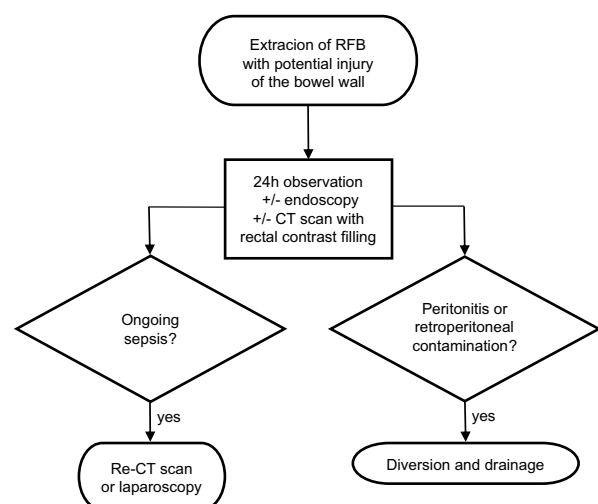 Extracion of RFB
with potential injury
of the bowel wall
24h observation
+/- endoscopy
+/- CT scan with
rectal contrast filling
Ongoing
sepsis?
Peritonitis or
retroperitoneal
contamination?
yes
yes
Re-CT scan
or laparoscopy
Diversion and drainage